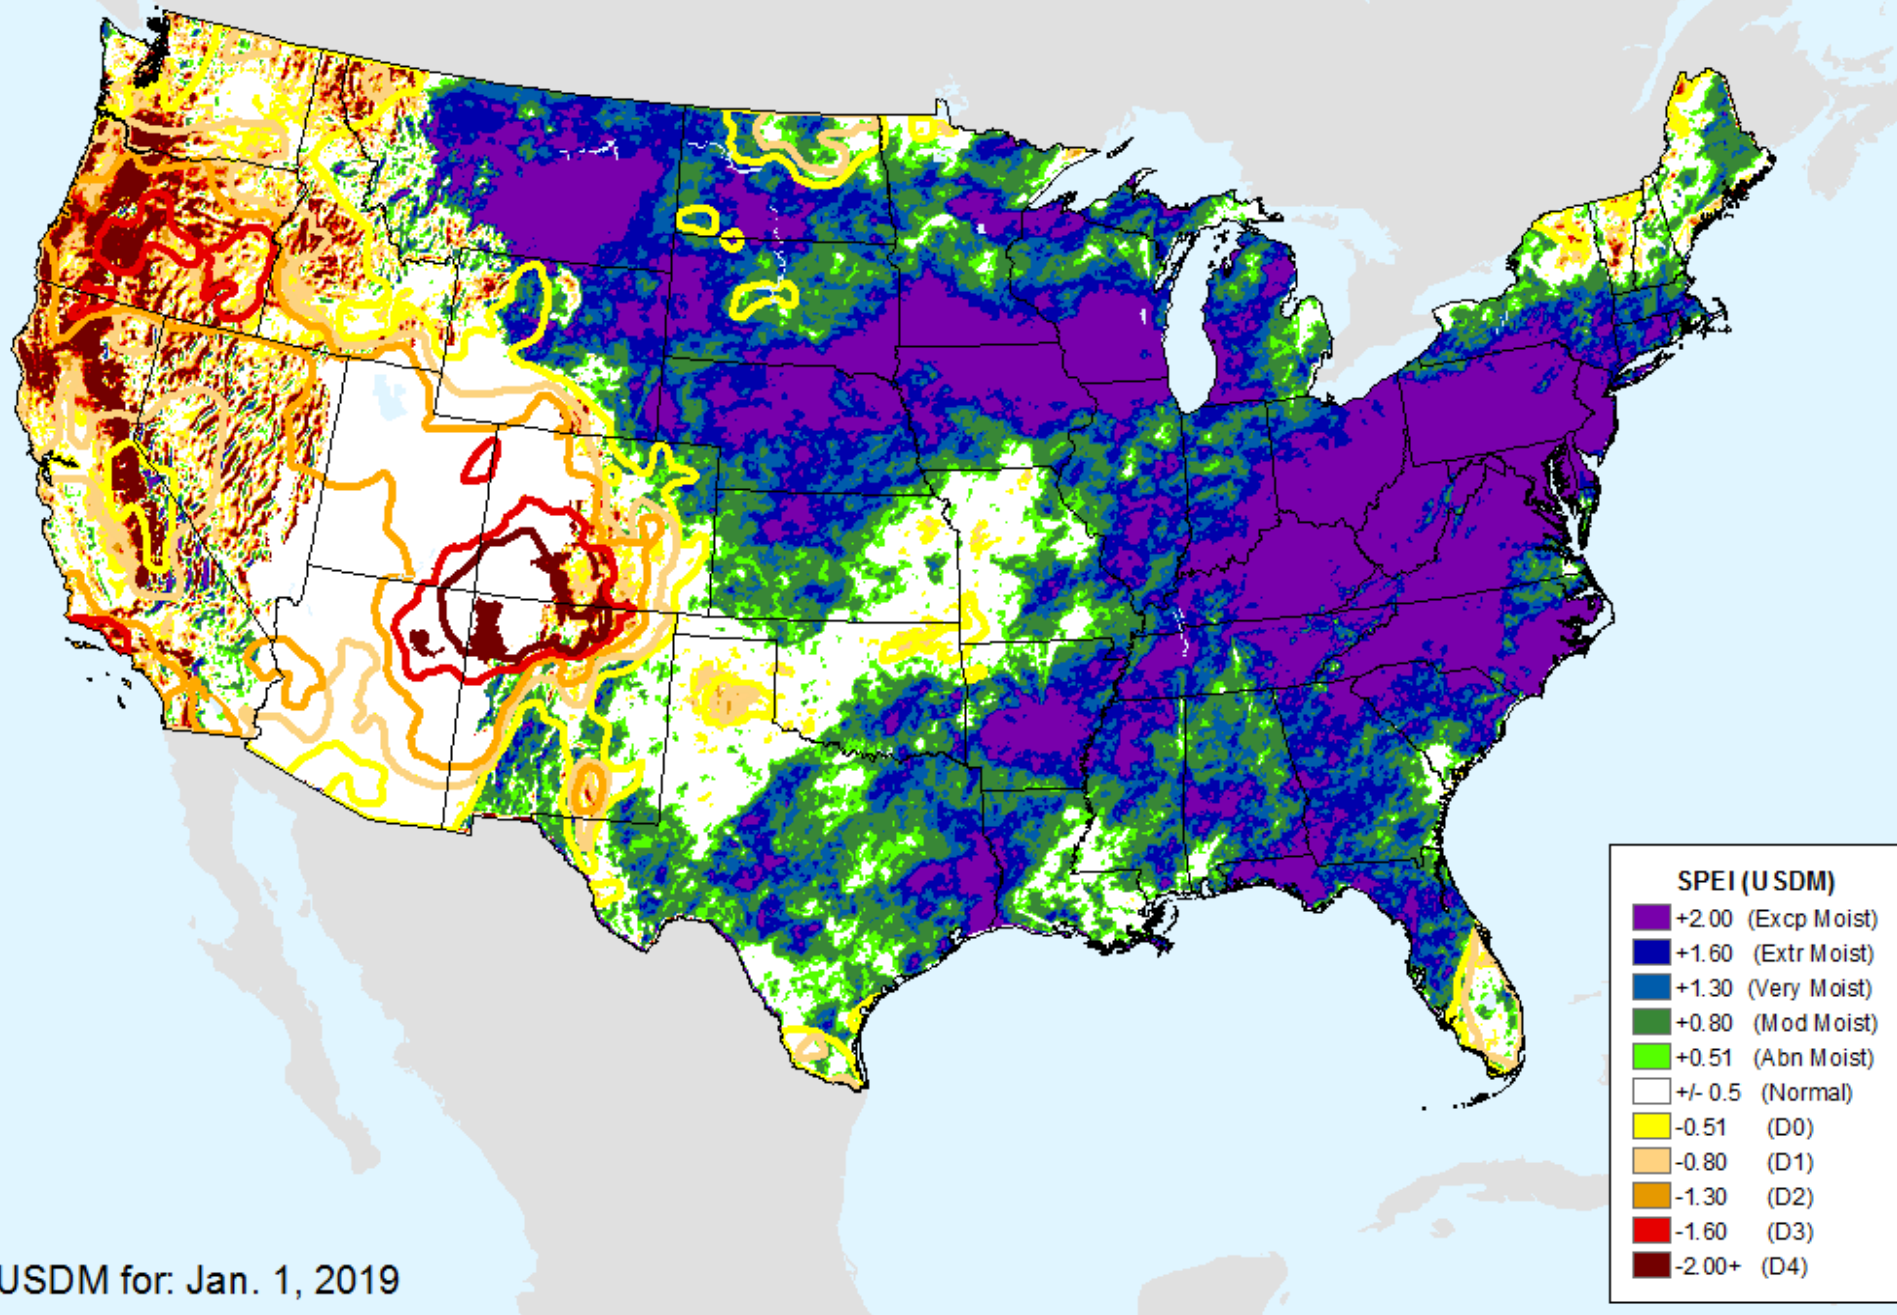 SPEI (USDM)
+2.00 (Excp Moist)
+1.60 (Extr Moist)
+1.30 (Very Moist)
+0.80 (Mod Moist)
+0.51 (Abn Moist)
+/- 0.5 (Normal)
-0.51 (D0)
-0.80 (D1)
-1.30 (D2)
-1.60 (D3)
-2.00+ (D4)
USDM for: Jan. 1, 2019